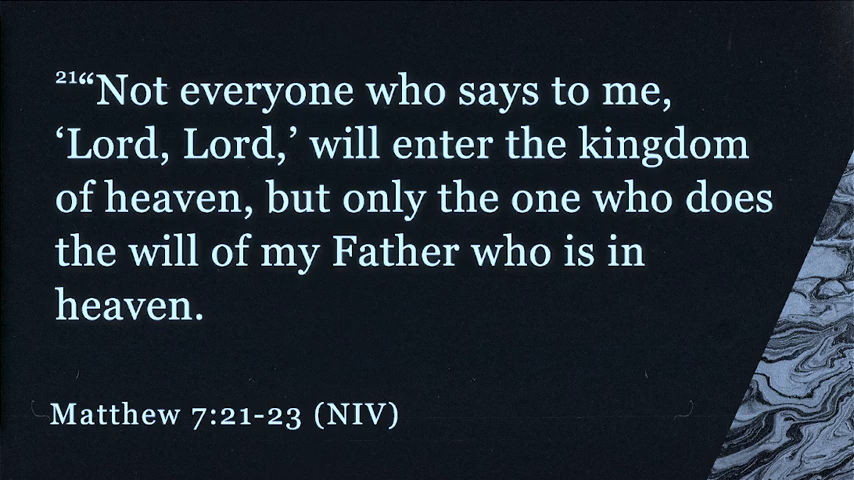 ²¹“Not everyone who says to me,
‘Lord, Lord,’ will enter the kingdom
of heaven, but only the one who does
the will of my Father who is in
heaven.
Matthew 7:21-23 (NIV)